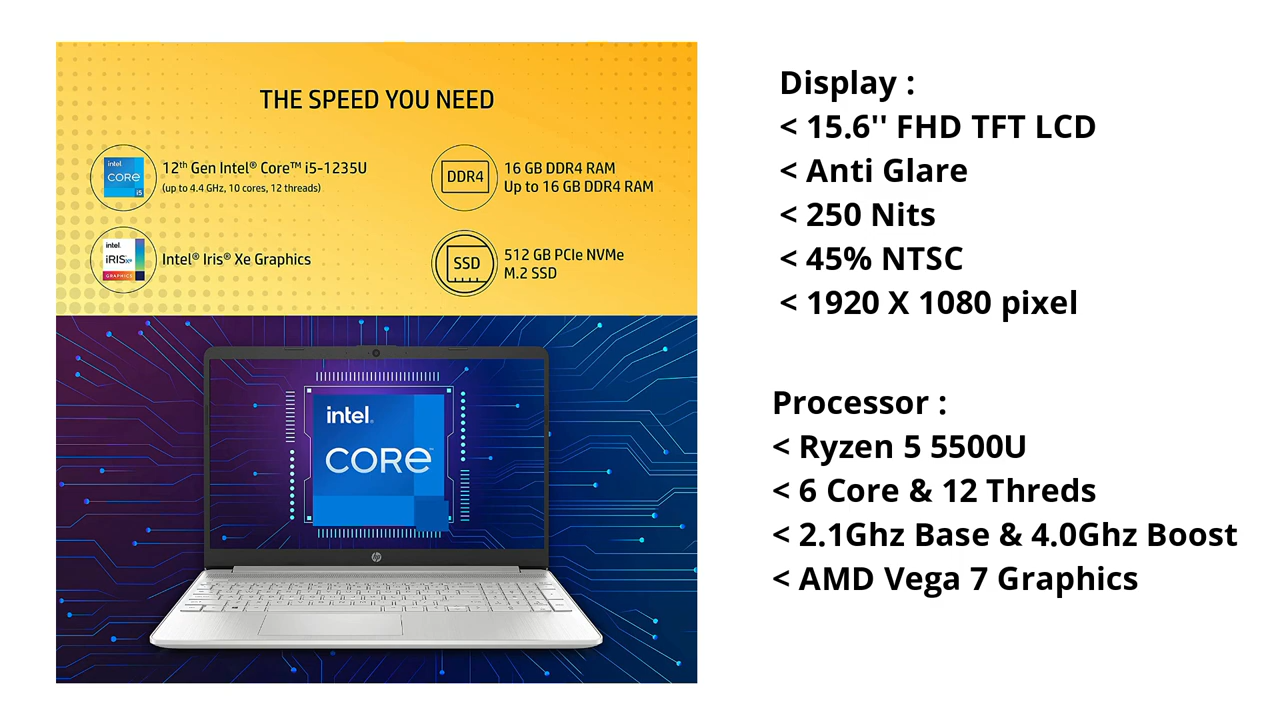 THE SPEED YOU NEED
intel
CORE
i5
12th Gen Intel® Core™ i5-1235U
(up to 4.4 GHz, 10 cores, 12 threads)
DDR4
16 GB DDR4 RAM
Up to 16 GB DDR4 RAM
intel.
iRIS xe
GRAPHICS
Intel® Iris® Xe Graphics
SSD
512 GB PCIe NVMe
M.2 SSD
intel.
CORE™
hp
Display :
< 15.6'' FHD TFT LCD
< Anti Glare
< 250 Nits
< 45% NTSC
< 1920 X 1080 pixel
Processor :
< Ryzen 5 5500U
< 6 Core & 12 Threds
< 2.1Ghz Base & 4.0Ghz Boost
< AMD Vega 7 Graphics